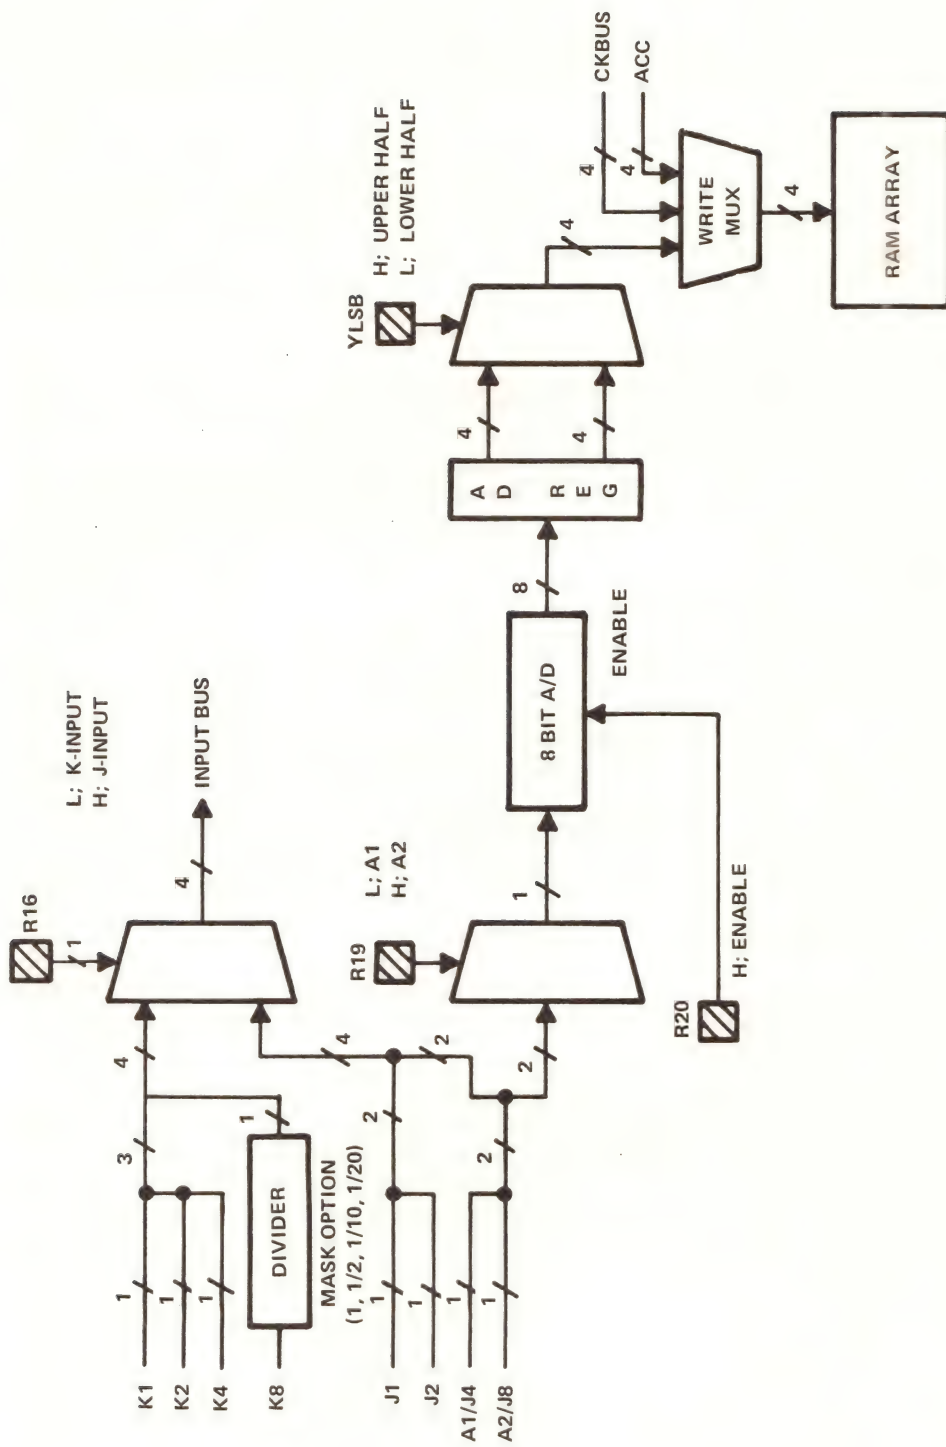 R16
1
L; K-INPUT
H; J-INPUT
K1
1
K2
1
K4
1
3
4
4
INPUT BUS
K8
DIVIDER
1
MASK OPTION
(1, 1/2, 1/10, 1/20)
4
J1
1
J2
1
2
2
A1/J4
1
A2/J8
1
2
2
R19
L; A1
H; A2
1
8 BIT A/D
ENABLE
8
R20
H; ENABLE
AD REG
4
4
YLSB
H; UPPER HALF
L; LOWER HALF
4
CKBUS
4
ACC
4
WRITE
MUX
4
RAM ARRAY